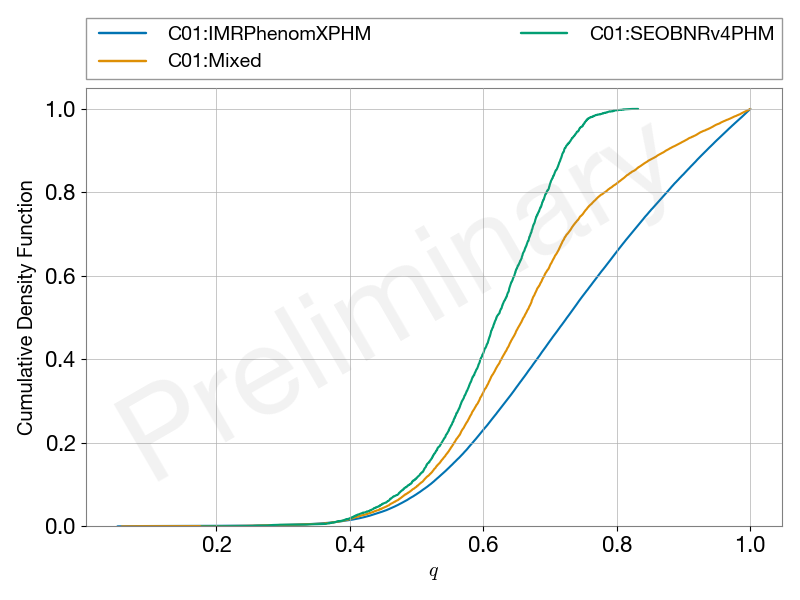 C01:IMRPhenomXPHM
C01:SEOBNRv4PHM
C01:Mixed
1.0
0.8
0.6
0.4
0.2
0.0
Cumulative Density Function
Preliminary
0.2 0.4 0.6 0.8 1.0
q